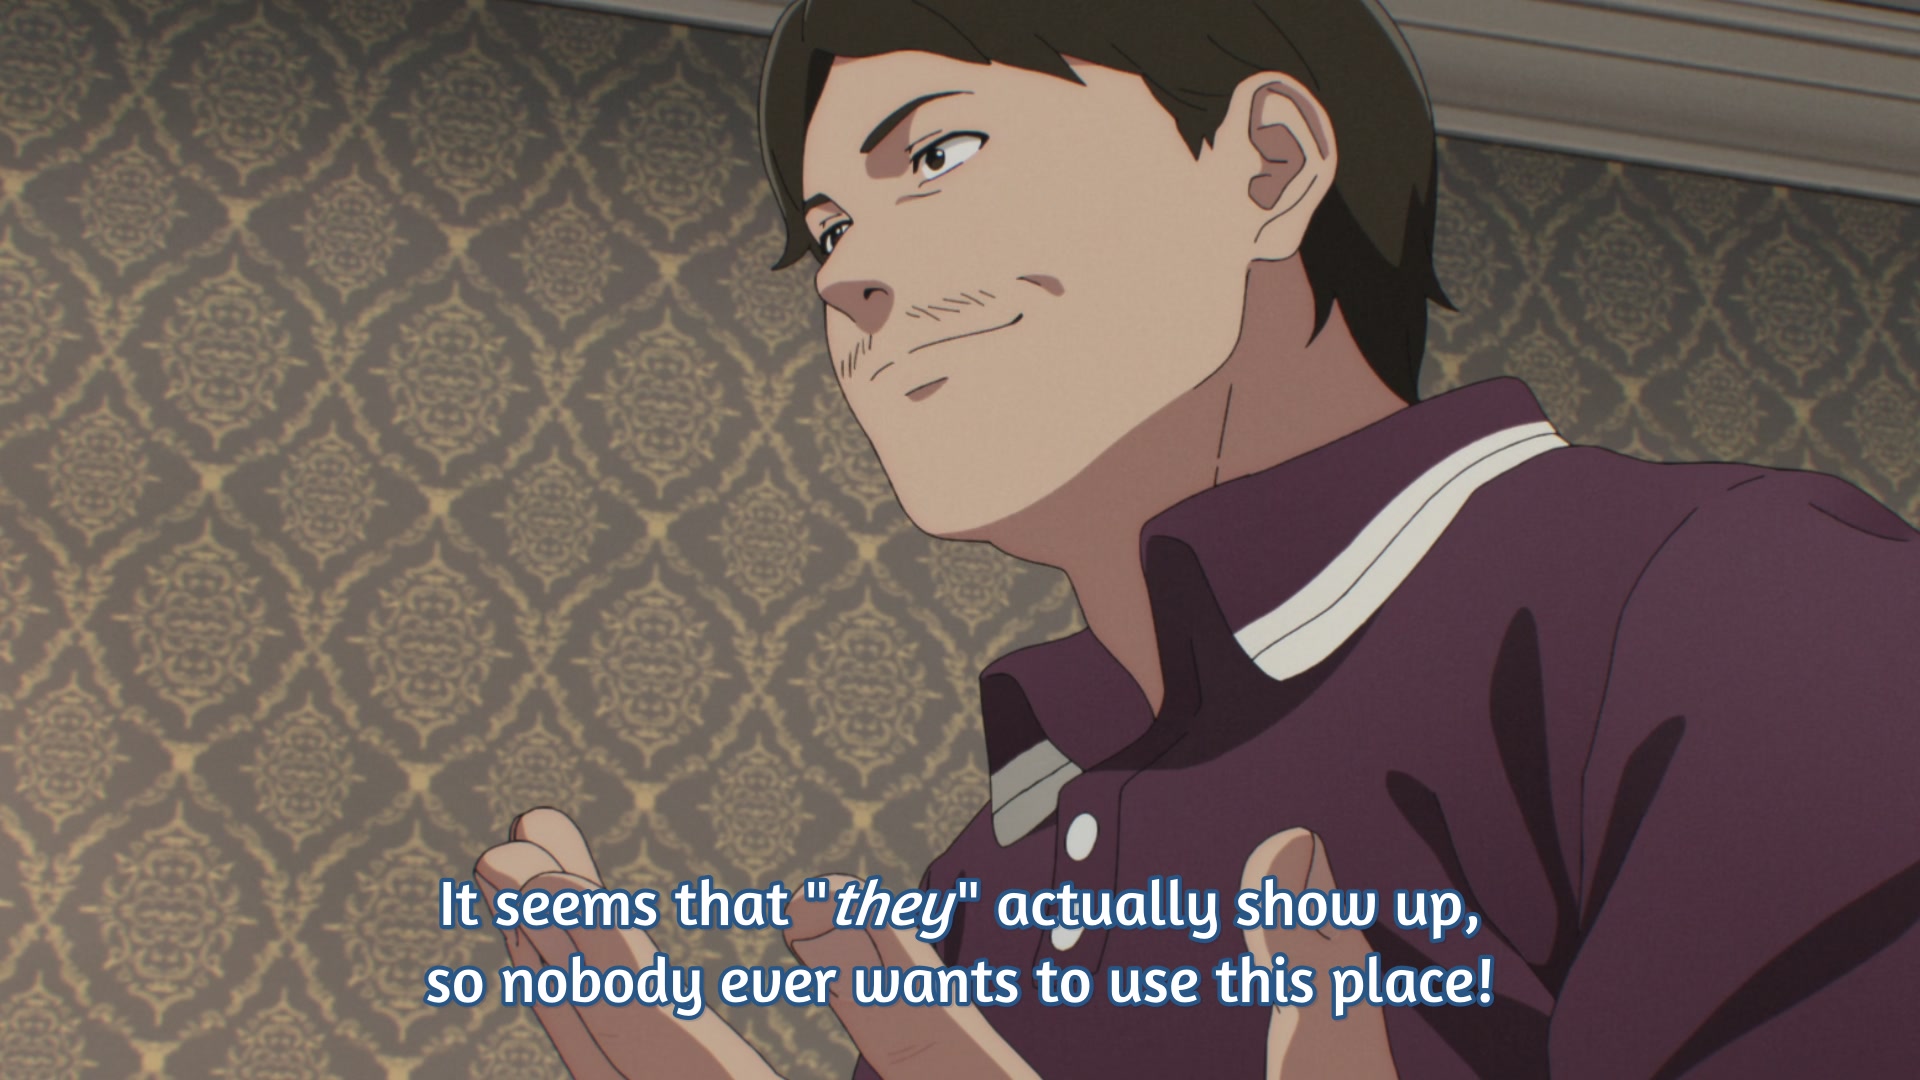 It seems that "they" actually show up,
so nobody ever wants to use this place!